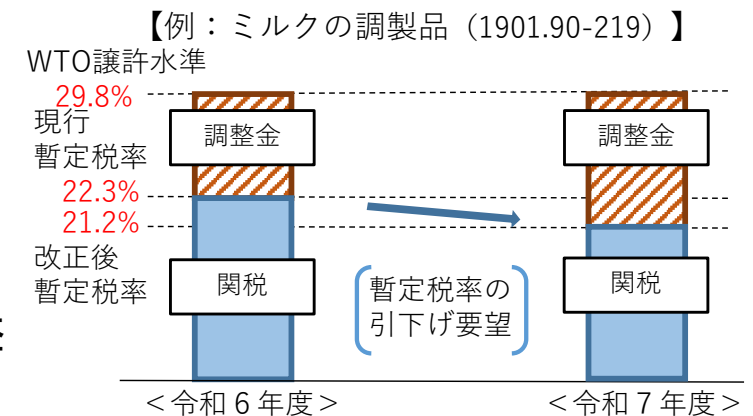 【例：ミルクの調製品（1901.90-219）】
WTO譲許水準
29.8%
現行
暫定税率
22.3%
21.2%
改正後
暫定税率
調整金
関税
暫定税率の
引下げ要望
調整金
関税
＜令和６年度＞
＜令和７年度＞